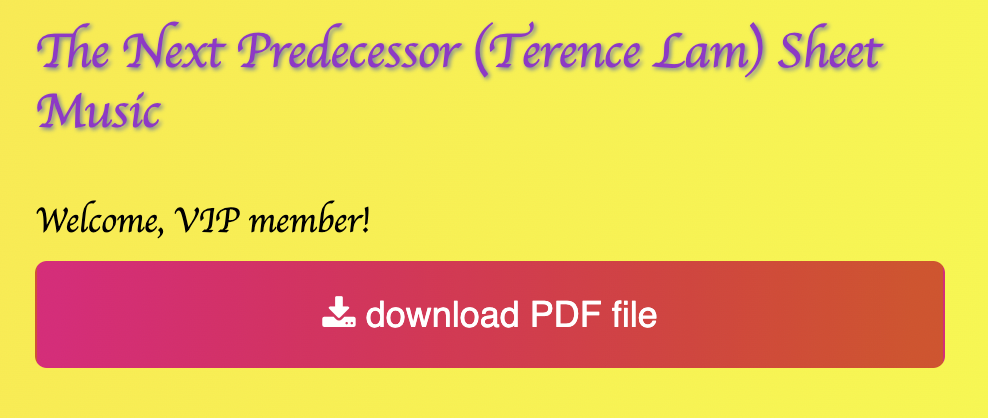 The Next Predecessor (Terence Lam) Sheet
Music
Welcome, VIP member!
download PDF file